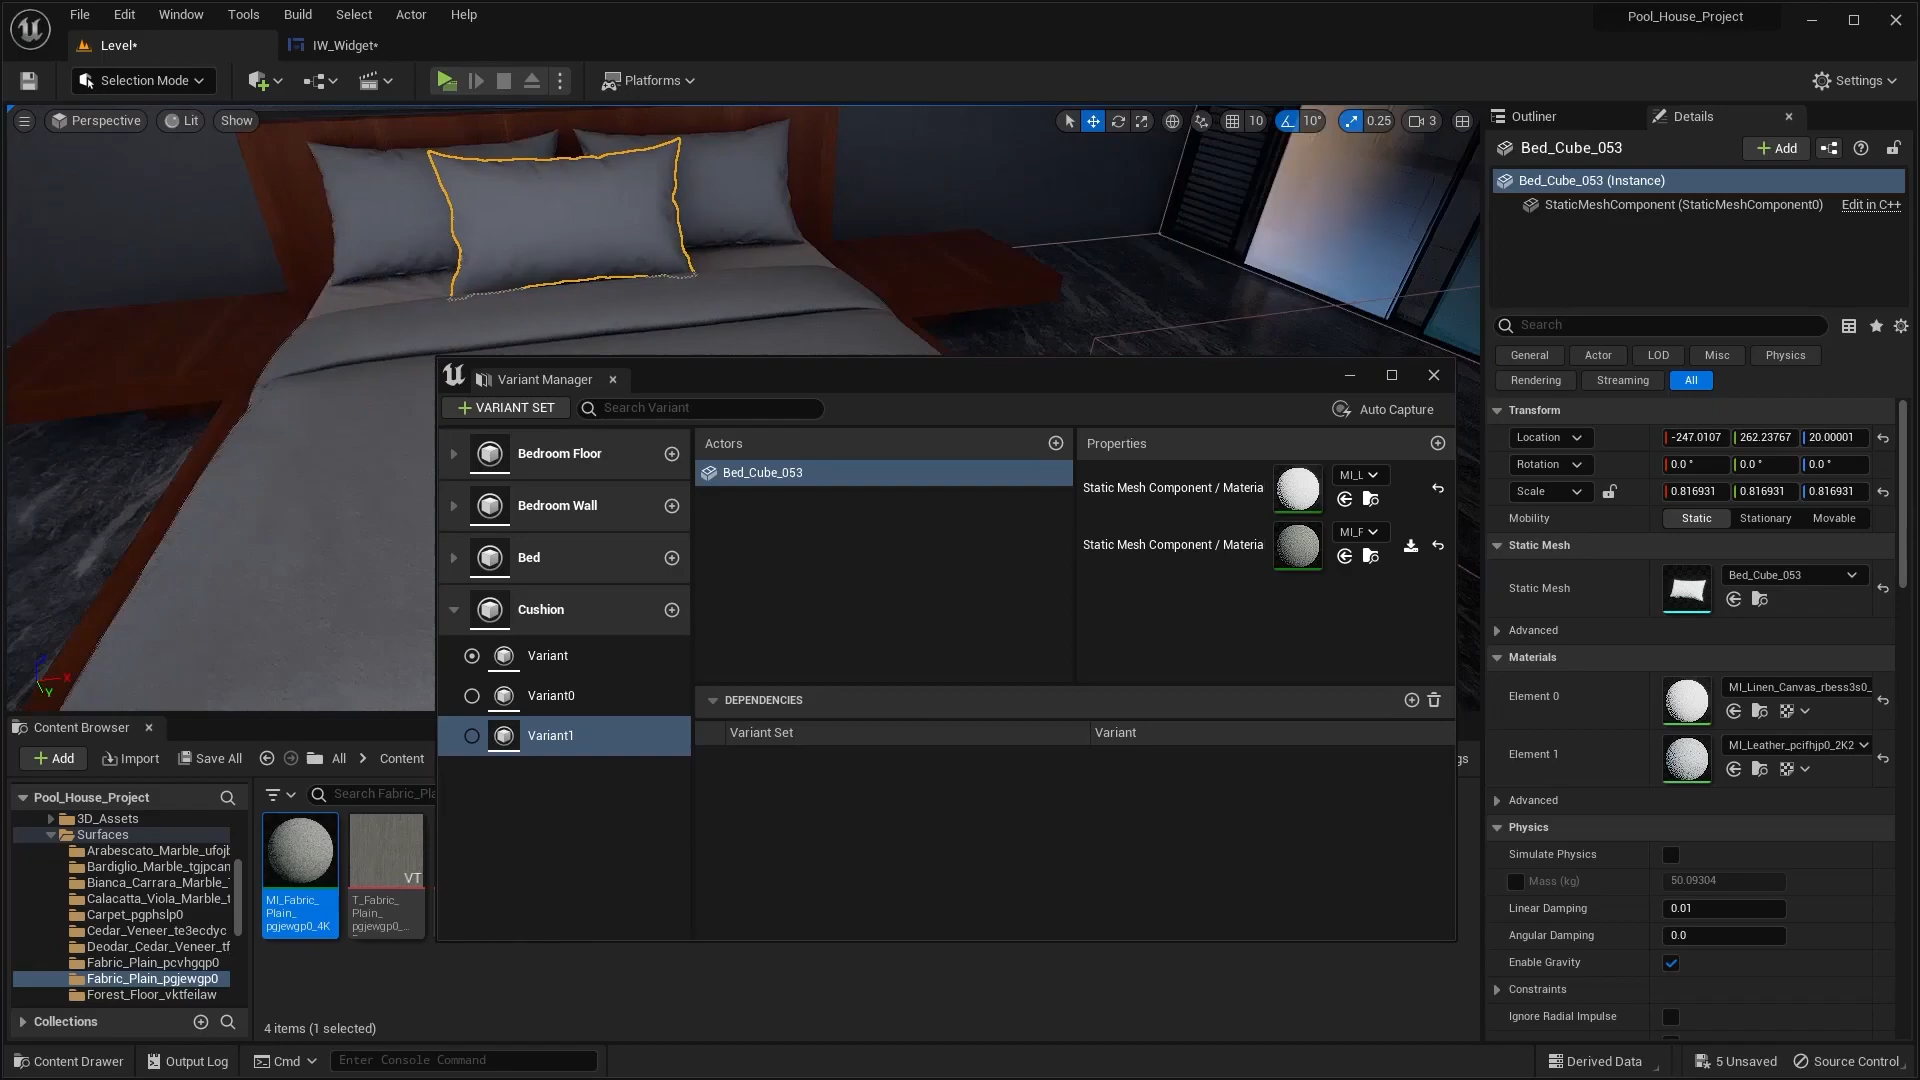 File Edit Window Tools Build Select Actor Help
Pool_House_Project
Level*
IW_Widget*
Selection Mode
Platforms
Settings
Perspective
Lit
Show
10
10°
0.25
3
Outliner
Details
Bed_Cube_053
Add
Bed_Cube_053 (Instance)
StaticMeshComponent (StaticMeshComponent0)
Edit in C++
Search
General Actor LOD Misc Physics
Rendering Streaming All
Transform
Location -247.0107 262.23767 20.00001
Rotation 0.0 ° 0.0 ° 0.0 °
Scale 0.816931 0.816931 0.816931
Mobility Static Stationary Movable
Static Mesh
Static Mesh Bed_Cube_053
Advanced
Materials
Element 0 MI_Linen_Canvas_rbess3s0_
Element 1 MI_Leather_pcifhjp0_2K2
Advanced
Physics
Simulate Physics
Mass (kg) 50.09304
Linear Damping 0.01
Angular Damping 0.0
Enable Gravity
Constraints
Ignore Radial Impulse
Variant Manager
VARIANT SET
Search Variant
Auto Capture
Bedroom Floor
Bedroom Wall
Bed
Cushion
Variant
Variant0
Variant1
Actors
Bed_Cube_053
Properties
Static Mesh Component / Materia
MI_L
Static Mesh Component / Materia
MI_F
DEPENDENCIES
Variant Set Variant
Content Browser
Add Import Save All All Content
gs
Pool_House_Project
3D_Assets
Surfaces
Arabescato_Marble_ufojb
Bardiglio_Marble_tgjpcan
Bianca_Carrara_Marble_
Calacatta_Viola_Marble_t
Carpet_pgphslp0
Cedar_Veneer_te3ecdyc
Deodar_Cedar_Veneer_tf
Fabric_Plain_pcvhgqp0
Fabric_Plain_pgjewgp0
Forest_Floor_vktfeilaw
Collections
Search Fabric_Pla
MI_Fabric_
Plain_
pgjewgp0_4K
VT
T_Fabric_
Plain_
pgjewgp0_...
4 items (1 selected)
Content Drawer
Output Log
Cmd
Enter Console Command
Derived Data
5 Unsaved
Source Control